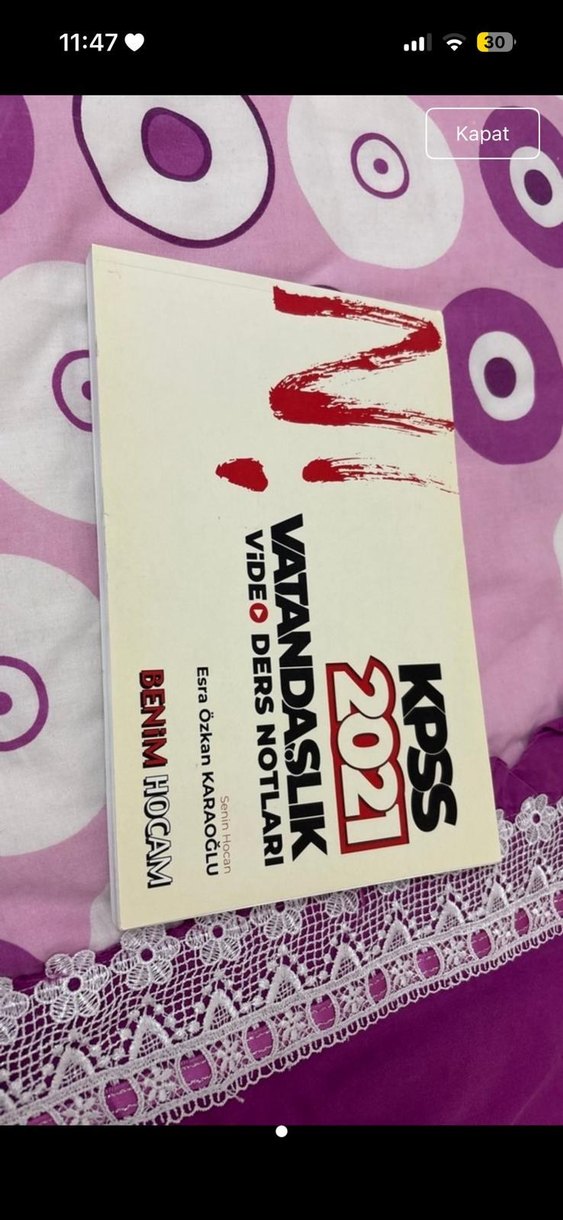 11:47
30
Kapat
KPSS
2021
VATANDAŞLIK
VİDEO DERS NOTLARI
Senin Hocan
Esra Özkan KARAOĞLU
BENİM HOCAM